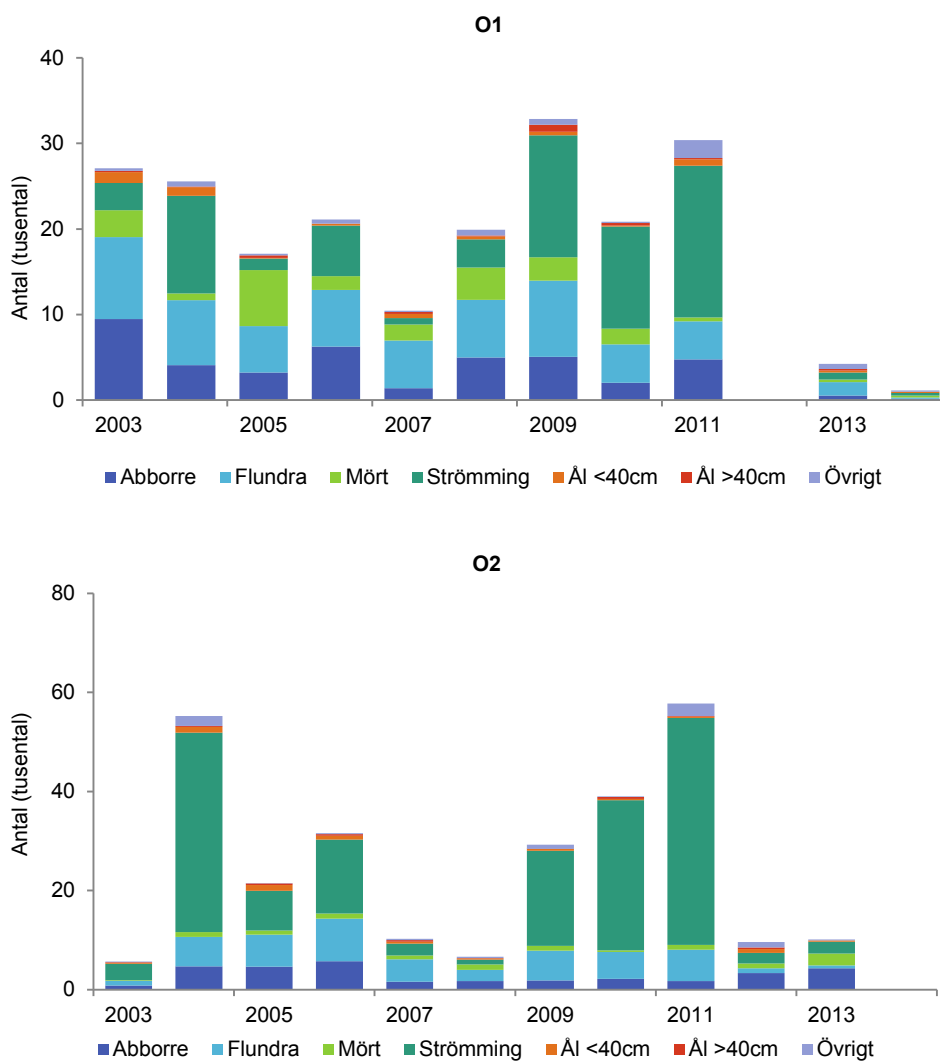 O1
40
30
20
10
0
Antal (tusental)
2003 2005 2007 2009 2011 2013
Abborre Flundra Mört Strömming Ål <40cm Ål >40cm Övrigt
O2
80
60
40
20
0
Antal (tusental)
2003 2005 2007 2009 2011 2013
Abborre Flundra Mört Strömming Ål <40cm Ål >40cm Övrigt